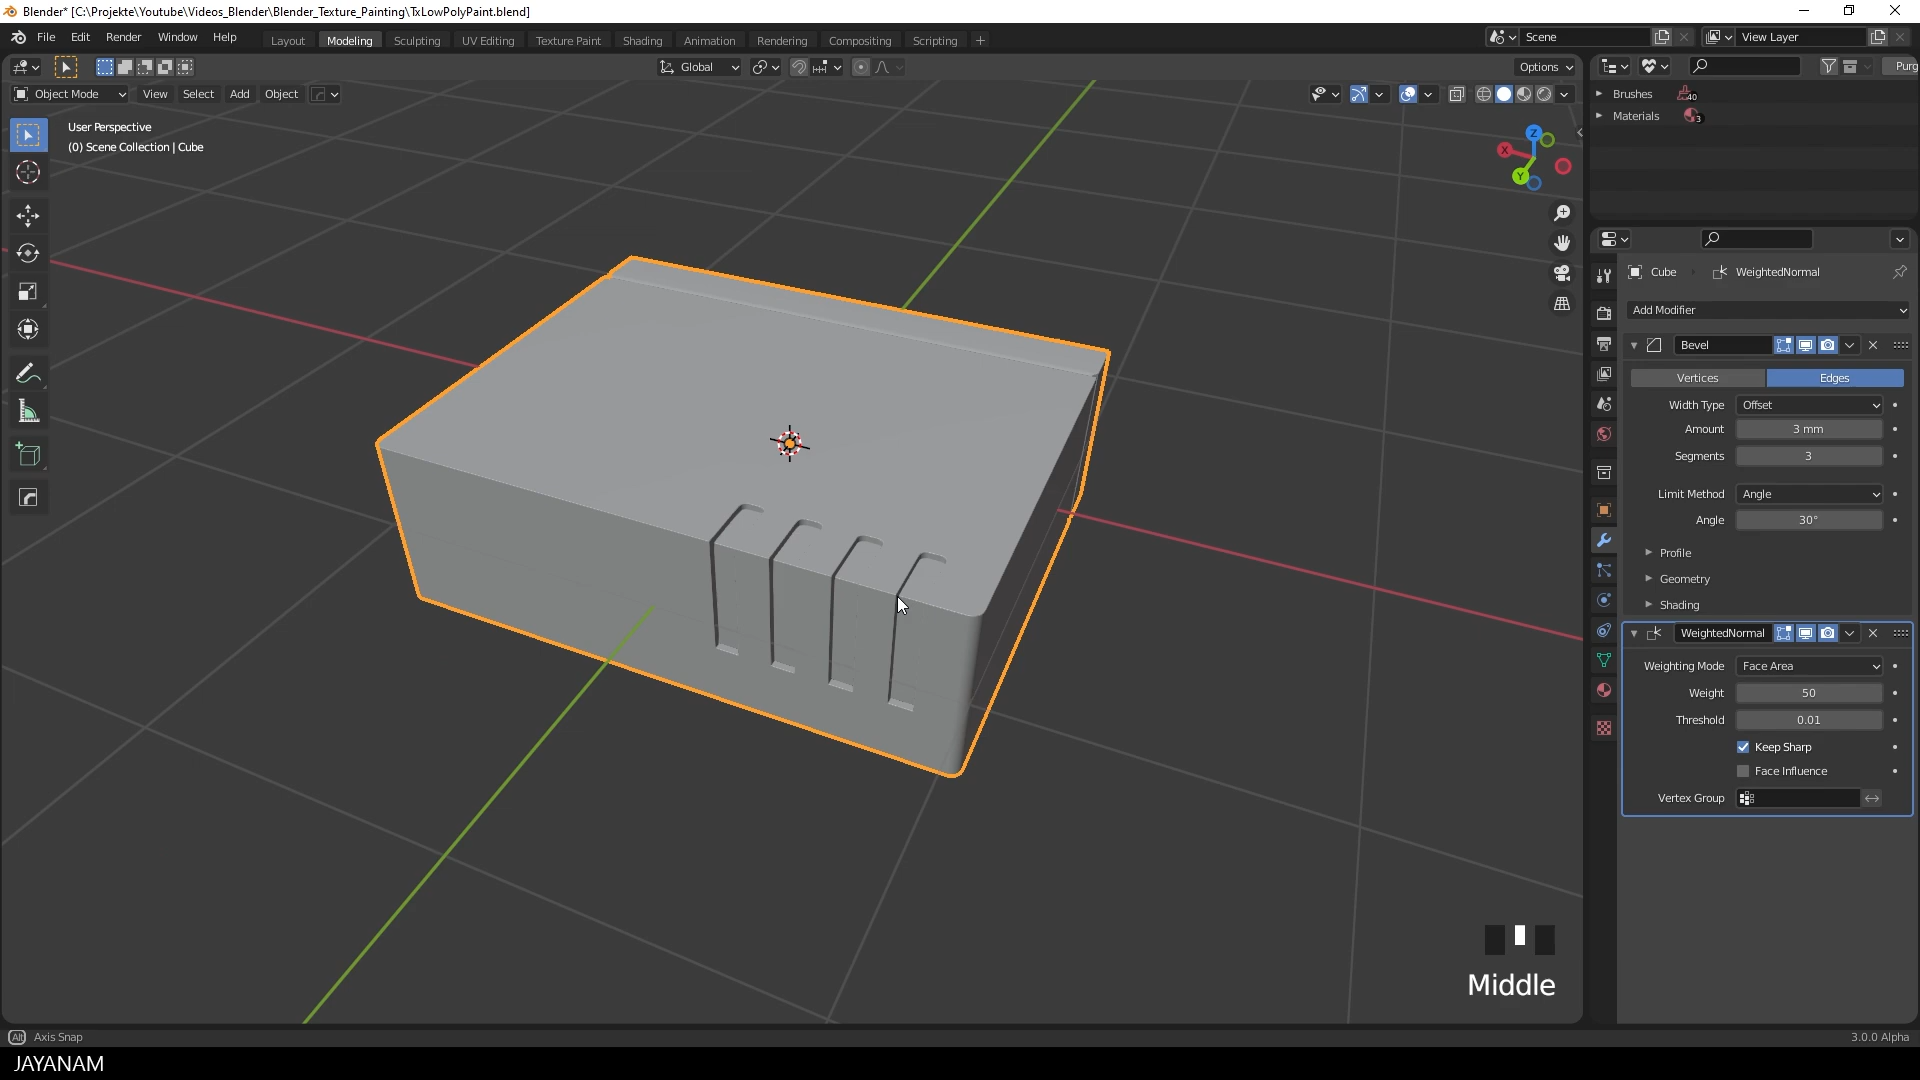 Blender* [C:\Projekte\Youtube\Videos_Blender\Blender_Texture_Painting\TxLowPolyPaint.blend]
File Edit Render Window Help Layout Modeling Sculpting UV Editing Texture Paint Shading Animation Rendering Compositing Scripting + Scene View Layer
Global Options Purg
Object Mode View Select Add Object Brushes 40
User Perspective
Materials 3
(0) Scene Collection | Cube
Z
X
Y
Cube WeightedNormal
Add Modifier
Bevel
Vertices Edges
Width Type Offset
Amount 3 mm
Segments 3
Limit Method Angle
Angle 30°
Profile
Geometry
Shading
WeightedNormal
Weighting Mode Face Area
Weight 50
Threshold 0.01
Keep Sharp
Face Influence
Vertex Group
Middle
Alt Axis Snap 3.0.0 Alpha
JAYANAM